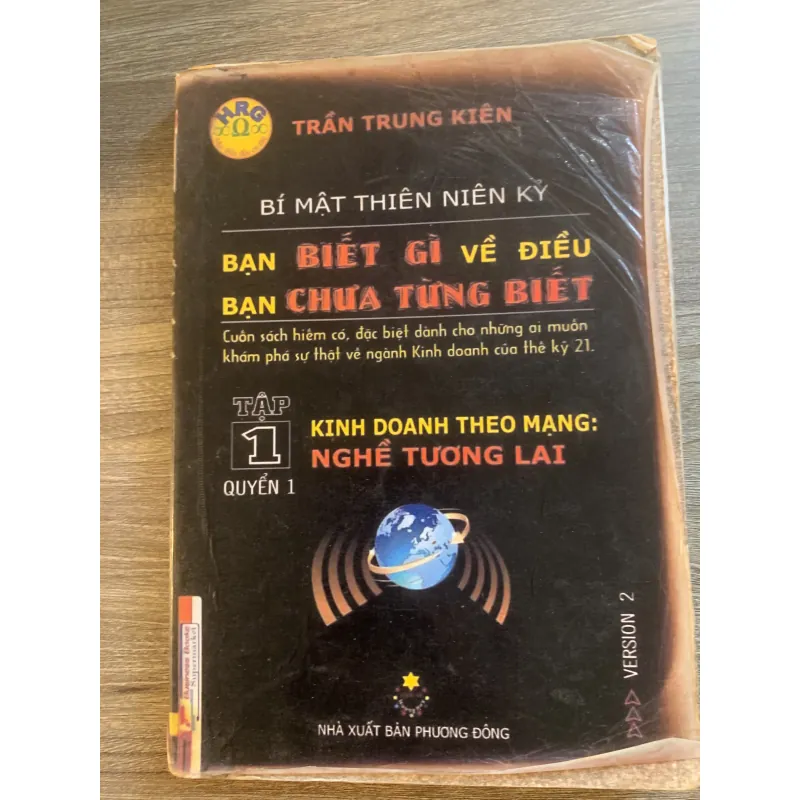 HRG
TRẦN TRUNG KIÊN
BÍ MẬT THIÊN NIÊN KỶ
BẠN BIẾT GÌ VỀ ĐIỀU
BẠN CHƯA TỪNG BIẾT
Cuốn sách hiếm có, đặc biệt dành cho những ai muốn
khám phá sự thật về ngành Kinh doanh của thế kỷ 21.
TẬP
1
QUYỂN 1
KINH DOANH THEO MẠNG:
NGHỀ TƯƠNG LAI
VERSION 2
Business Books
Supermarket
NHÀ XUẤT BẢN PHƯƠNG ĐÔNG